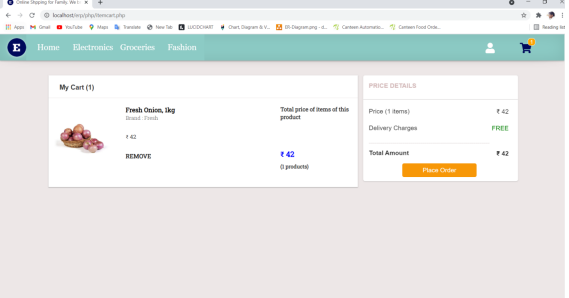 Online Shipping for Family. We
localhost/erp/php/itemcart.php
Apps Gmail YouTube Maps Translate New Tab LUCIDCHART Chart, Diagram & V... ER-Diagram.png - d... Canteen Automatio... Canteen Food Orde... Reading list
E Home Electronics Groceries Fashion
My Cart (1)
Fresh Onion, 1kg
Brand : Fresh
₹ 42
REMOVE
Total price of items of this
product
₹ 42
(1 products)
PRICE DETAILS
Price (1 items) ₹ 42
Delivery Charges FREE
Total Amount ₹ 42
Place Order